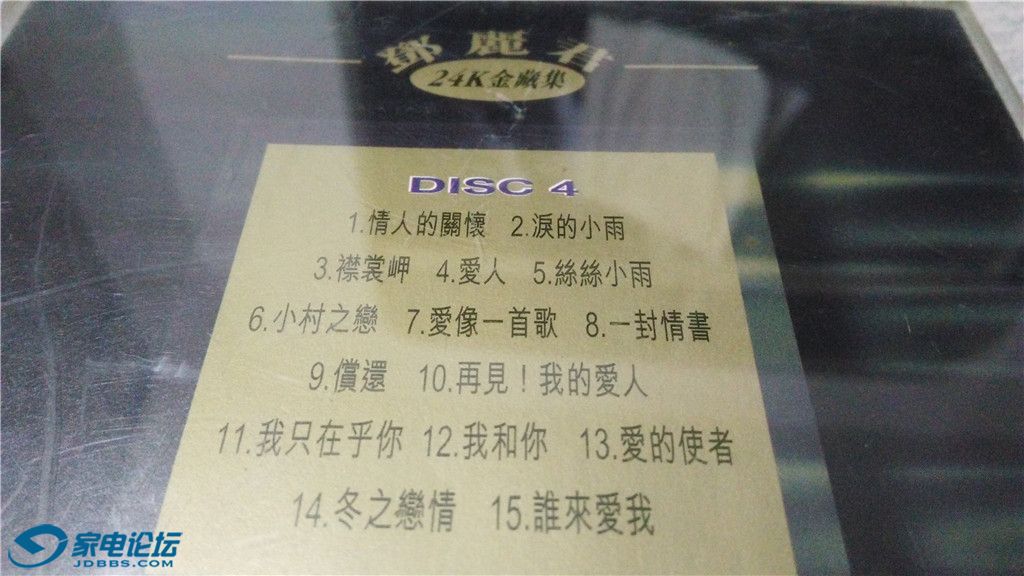 鄧麗君
24K金藏集
DISC 4
1.情人的關懷 2.淚的小雨
3.襟裳岬 4.愛人 5.絲絲小雨
6.小村之戀 7.愛像一首歌 8.一封情書
9.償還 10.再見！我的愛人
11.我只在乎你 12.我和你 13.愛的使者
14.冬之戀情 15.誰來愛我
家电论坛
JDBBS.COM